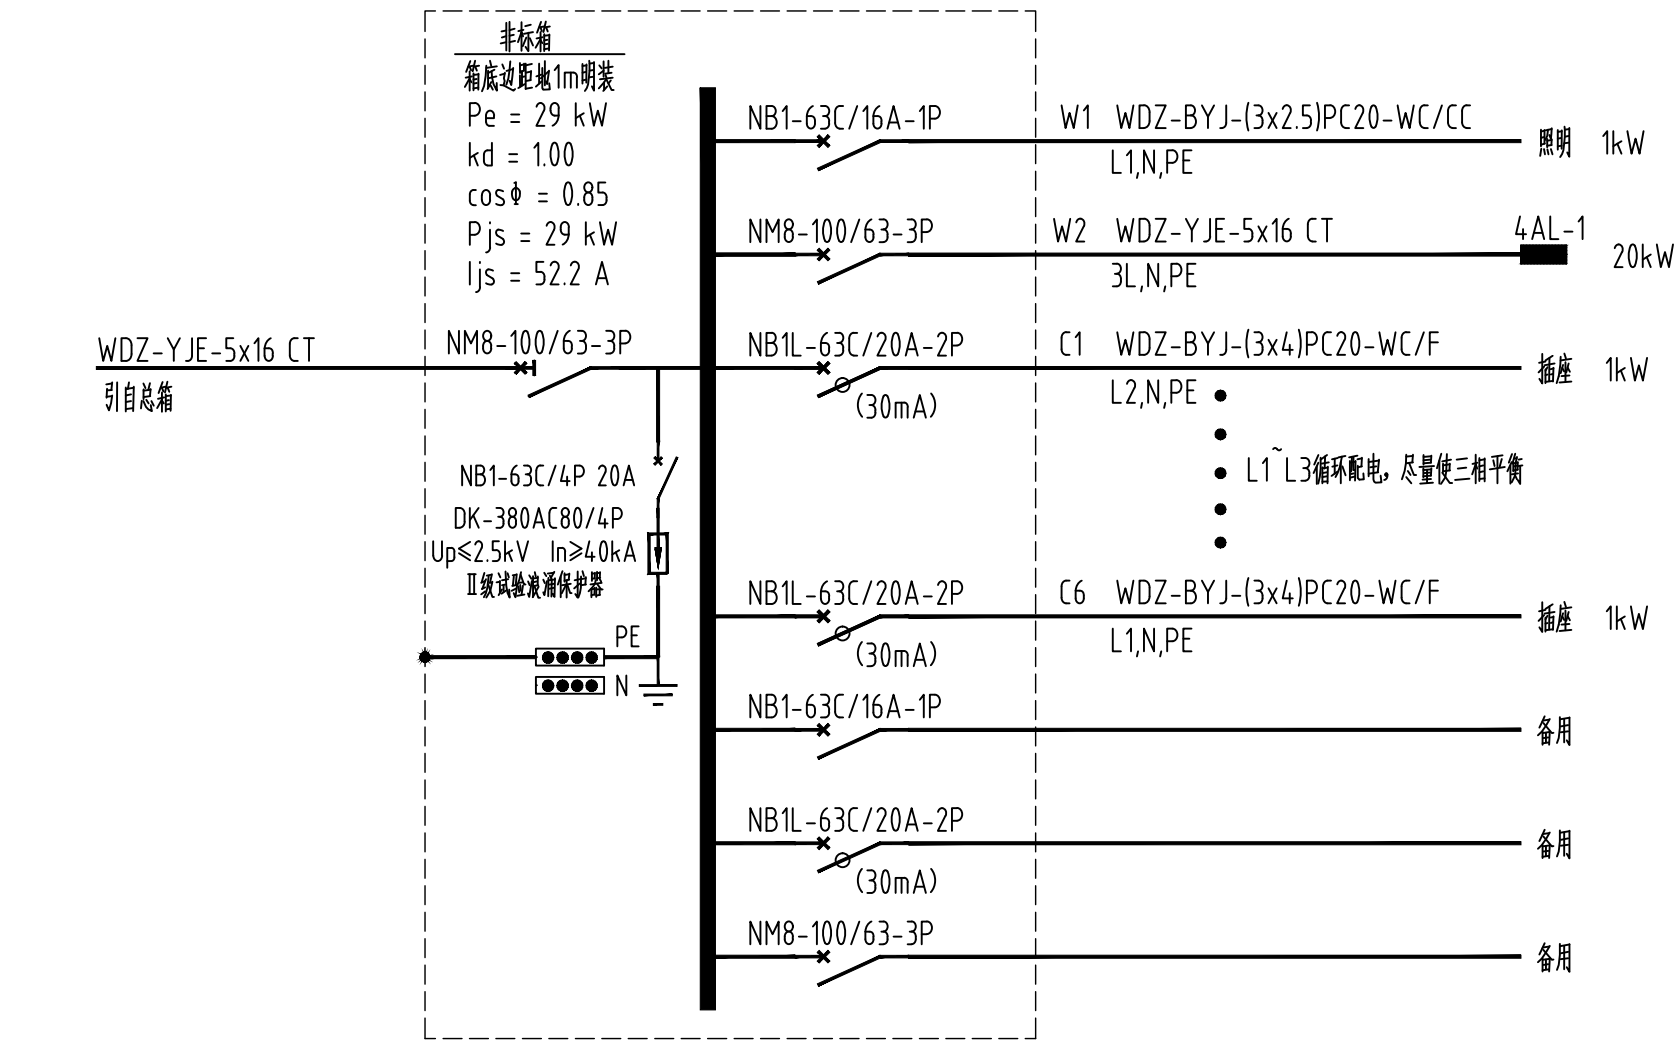 非标箱
箱底边距地1m明装
Pe = 29 kW
kd = 1.00
cosΦ = 0.85
Pjs = 29 kW
Ijs = 52.2 A
WDZ-YJE-5x16 CT
引自总箱
NM8-100/63-3P
NB1-63C/4P 20A
DK-380AC80/4P
Up≤2.5kV In≥40kA
Ⅱ级试验浪涌保护器
PE
N
NB1-63C/16A-1P W1 WDZ-BYJ-(3x2.5)PC20-WC/CC
L1,N,PE
照明 1kW
NM8-100/63-3P W2 WDZ-YJE-5x16 CT 4AL-1
3L,N,PE
20kW
NB1L-63C/20A-2P C1 WDZ-BYJ-(3x4)PC20-WC/F
(30mA)
L2,N,PE
插座 1kW
L1~L3循环配电，尽量使三相平衡
NB1L-63C/20A-2P C6 WDZ-BYJ-(3x4)PC20-WC/F
(30mA)
L1,N,PE
插座 1kW
NB1-63C/16A-1P
备用
NB1L-63C/20A-2P
(30mA)
备用
NM8-100/63-3P
备用